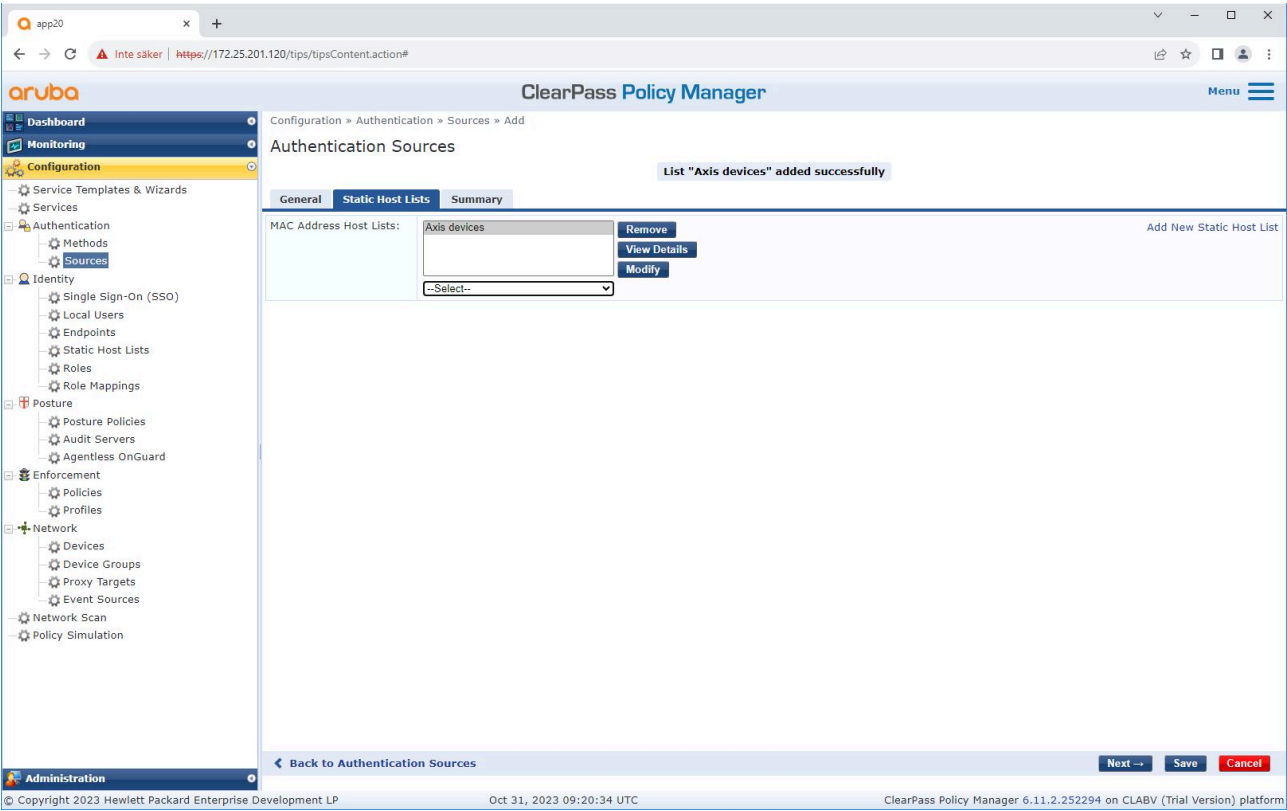 app20
Inte säker | https://172.25.201.120/tips/tipsContent.action#
aruba
ClearPass Policy Manager
Menu
Dashboard
Monitoring
Configuration
Service Templates & Wizards
Services
Authentication
Methods
Sources
Identity
Single Sign-On (SSO)
Local Users
Endpoints
Static Host Lists
Roles
Role Mappings
Posture
Posture Policies
Audit Servers
Agentless OnGuard
Enforcement
Policies
Profiles
Network
Devices
Device Groups
Proxy Targets
Event Sources
Network Scan
Policy Simulation
Administration
Configuration » Authentication » Sources » Add
Authentication Sources
List "Axis devices" added successfully
General Static Host Lists Summary
MAC Address Host Lists:
Axis devices
--Select--
Remove
View Details
Modify
Add New Static Host List
Back to Authentication Sources
Next → Save Cancel
© Copyright 2023 Hewlett Packard Enterprise Development LP Oct 31, 2023 09:20:34 UTC ClearPass Policy Manager 6.11.2.252294 on CLABV (Trial Version) platform